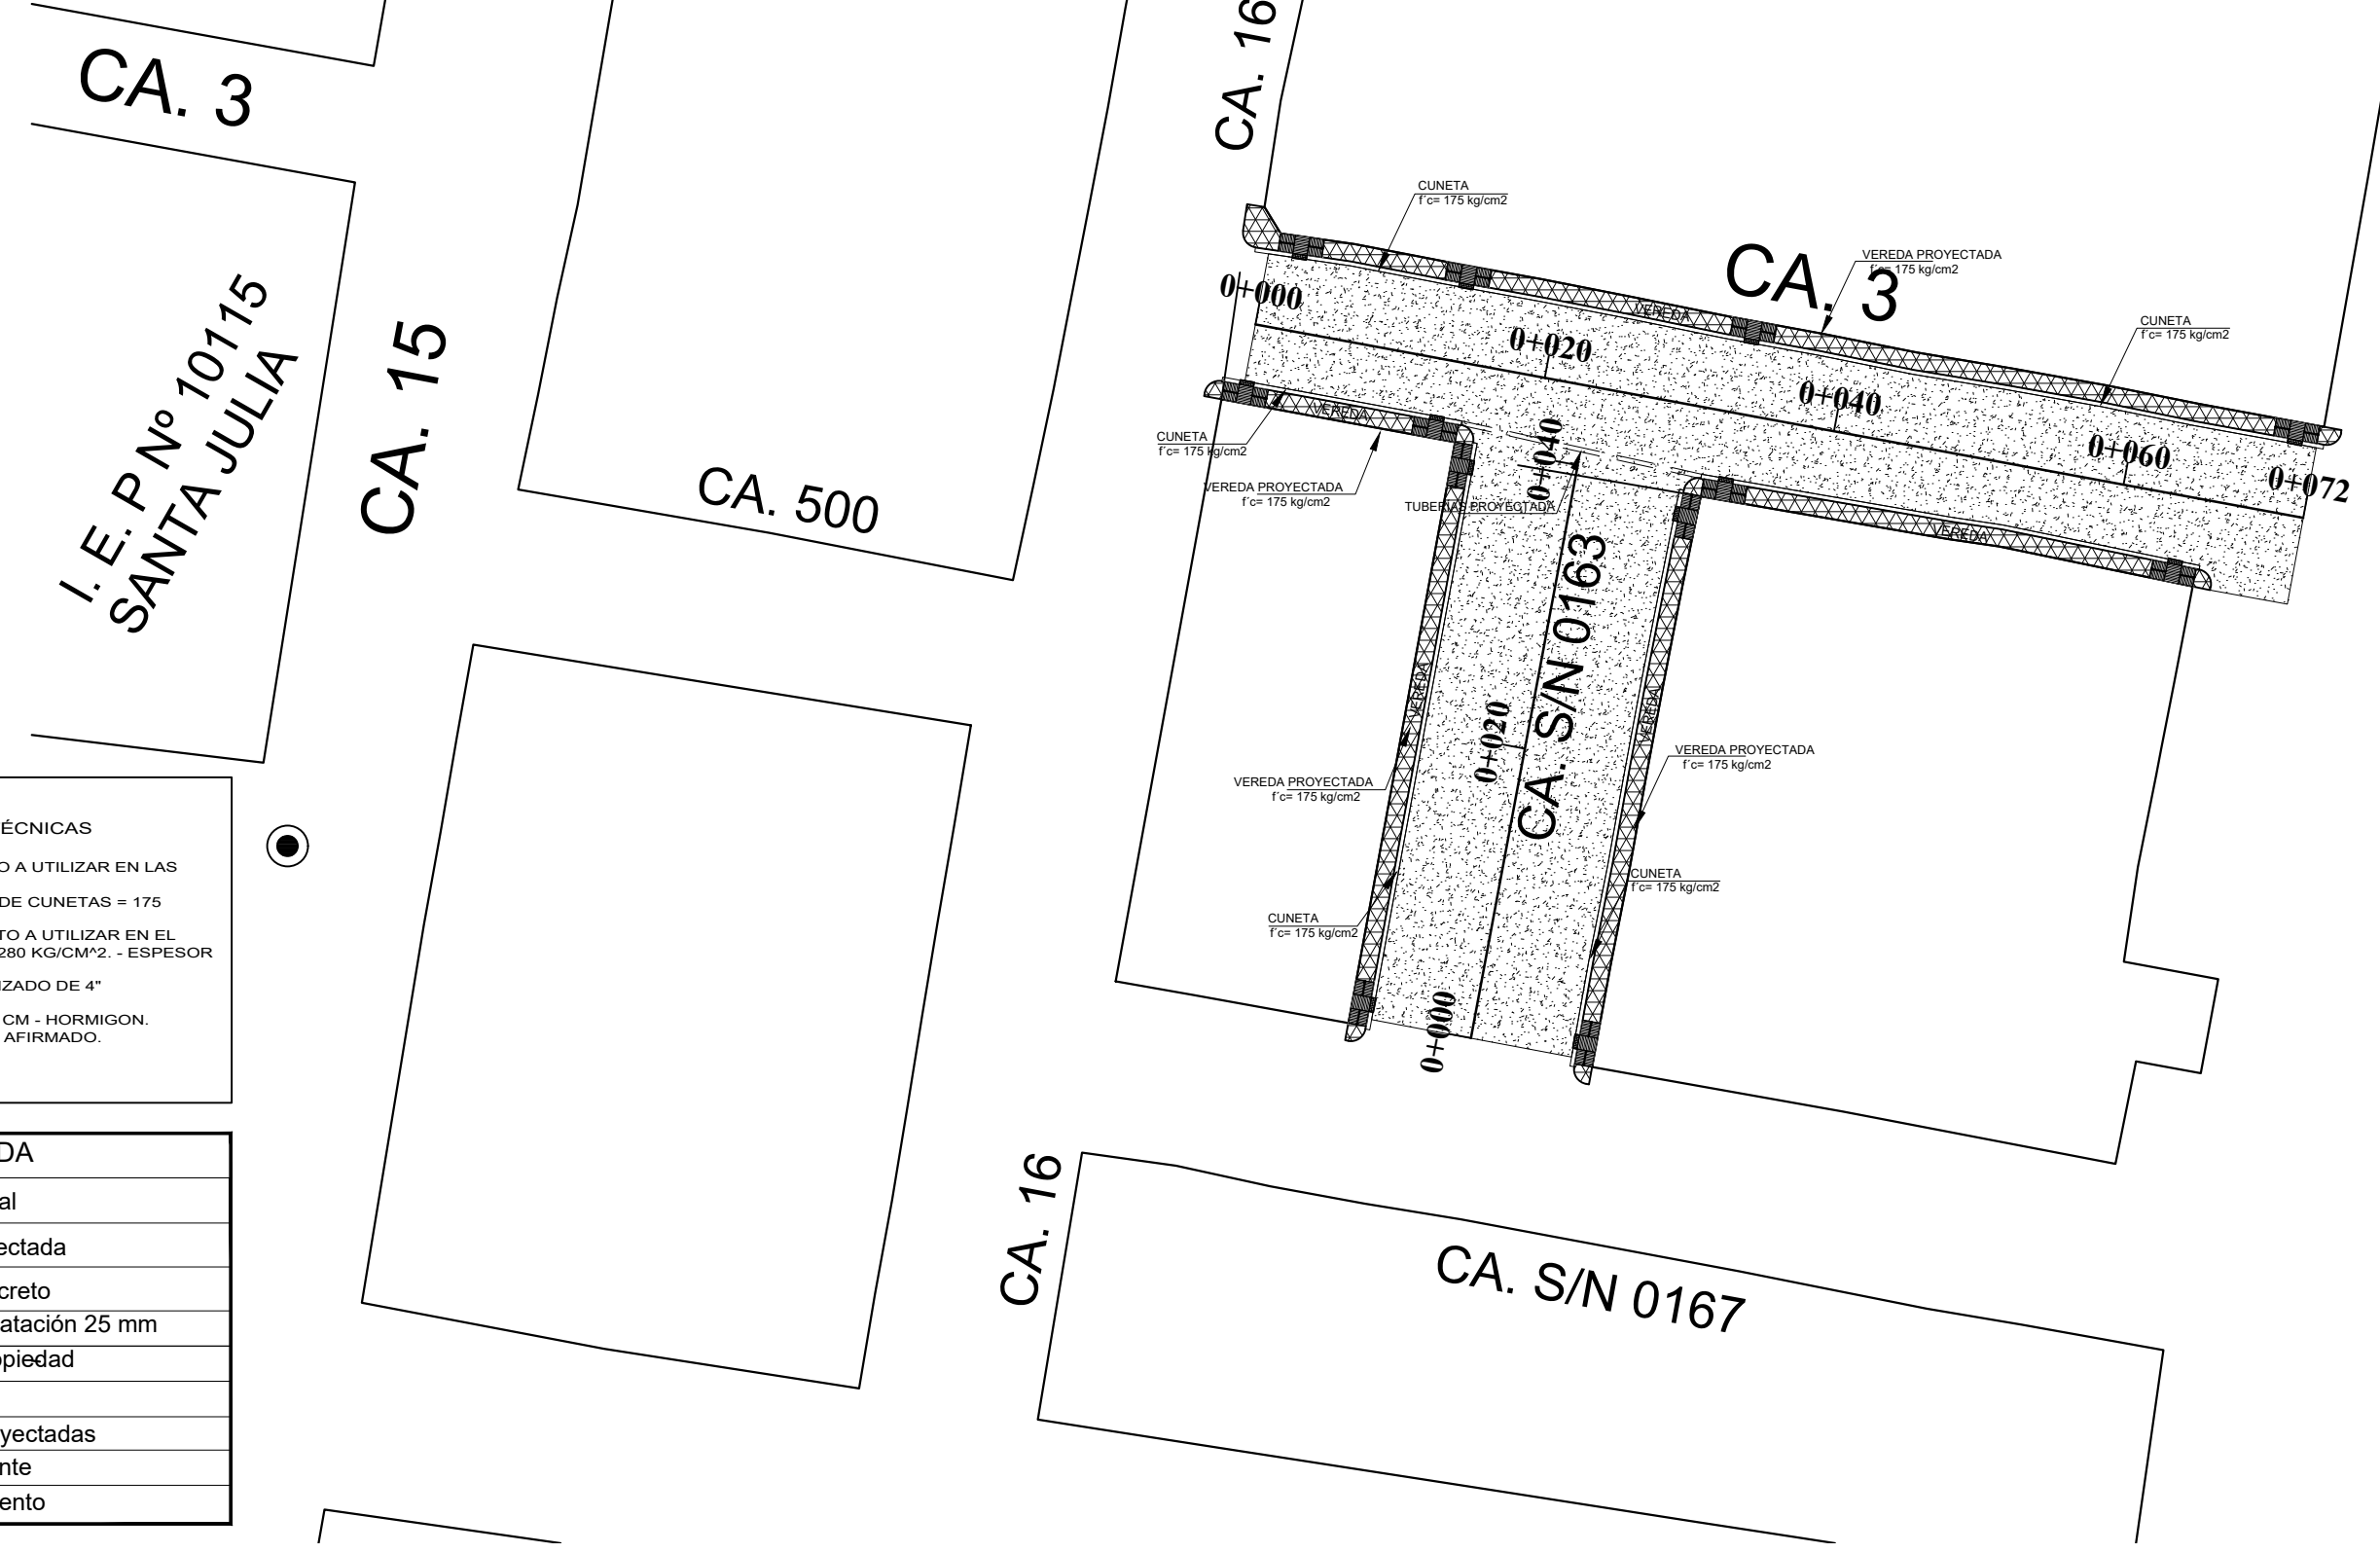 CA. 3
CA. 16
CUNETA
f´c= 175 kg/cm2
CA. 3
VEREDA PROYECTADA
f´c= 175 kg/cm2
CUNETA
f´c= 175 kg/cm2
VEREDA
0+000
0+020
0+040
0+060
0+072
I. E. P Nº 10115
SANTA JULIA
CA. 15
CA. 500
VEREDA
CUNETA
f´c= 175 kg/cm2
VEREDA PROYECTADA
f´c= 175 kg/cm2
TUBERIAS PROYECTADA
0+040
VEREDA
CA. S/N 0163
VEREDA
VEREDA
0+020
VEREDA PROYECTADA
f´c= 175 kg/cm2
VEREDA PROYECTADA
f´c= 175 kg/cm2
CUNETA
f´c= 175 kg/cm2
CUNETA
f´c= 175 kg/cm2
0+000
ÉCNICAS
O A UTILIZAR EN LAS
DE CUNETAS = 175
TO A UTILIZAR EN EL
280 KG/CM^2. - ESPESOR
IZADO DE 4"
CM - HORMIGON.
AFIRMADO.
DA
al
ectada
creto
atación 25 mm
opiedad
yectadas
nte
ento
CA. 16
CA. S/N 0167